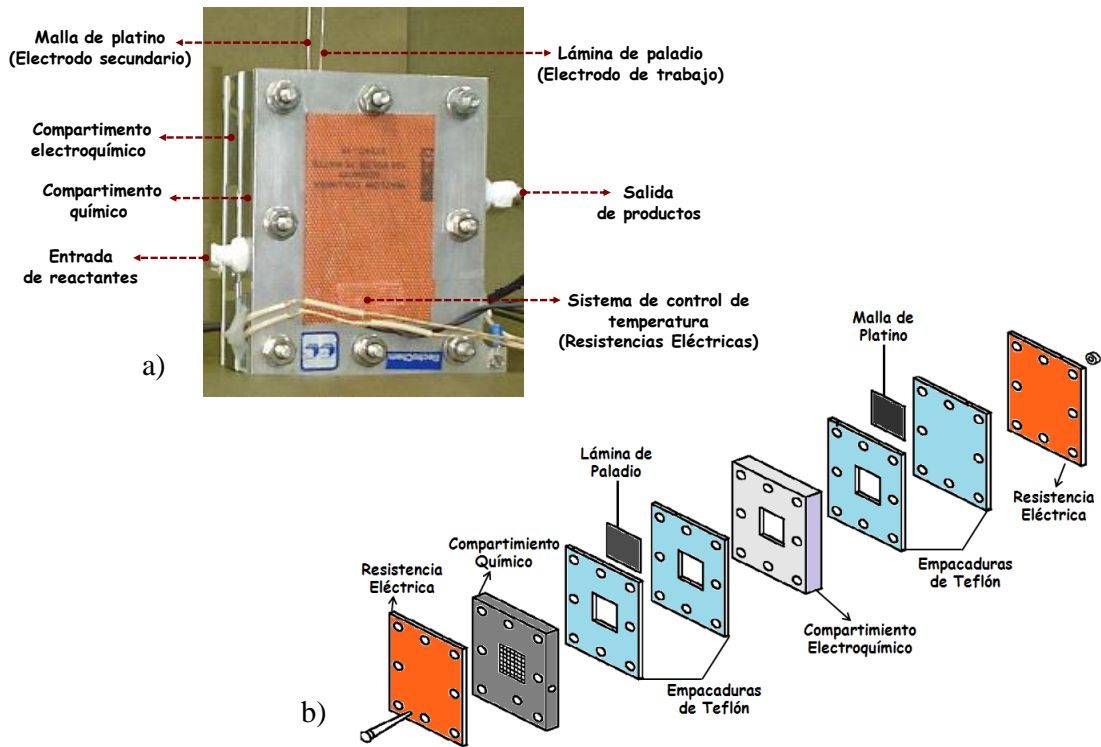 Malla de platino
(Electrodo secundario)
Lámina de paladio
(Electrodo de trabajo)
Compartimento
electroquímico
Compartimento
químico
Salida
de productos
Entrada
de reactantes
Sistema de control de
temperatura
(Resistencias Eléctricas)
ElectroChem
a)
Malla de
Platino
Lámina de
Paladio
Resistencia
Eléctrica
Compartimiento
Químico
Resistencia
Eléctrica
Empacaduras
de Teflón
Compartimiento
Electroquímico
Empacaduras
de Teflón
b)